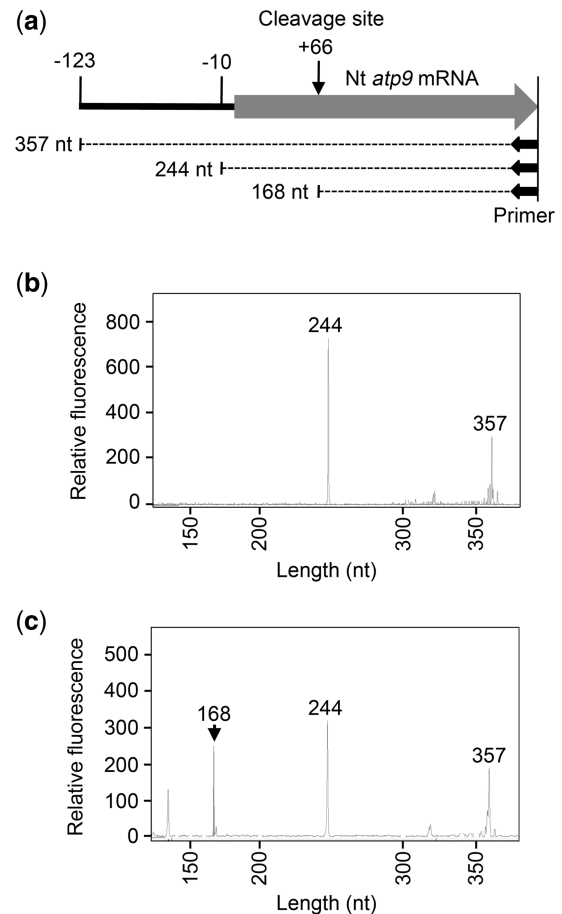 (a)
Cleavage site
-123
-10
+66
Nt atp9 mRNA
357 nt
244 nt
168 nt
Primer
(b)
Relative fluorescence
800
600
400
200
0
244
357
150
200
300
350
Length (nt)
(c)
Relative fluorescence
500
400
300
200
100
0
168
244
357
150
200
300
350
Length (nt)